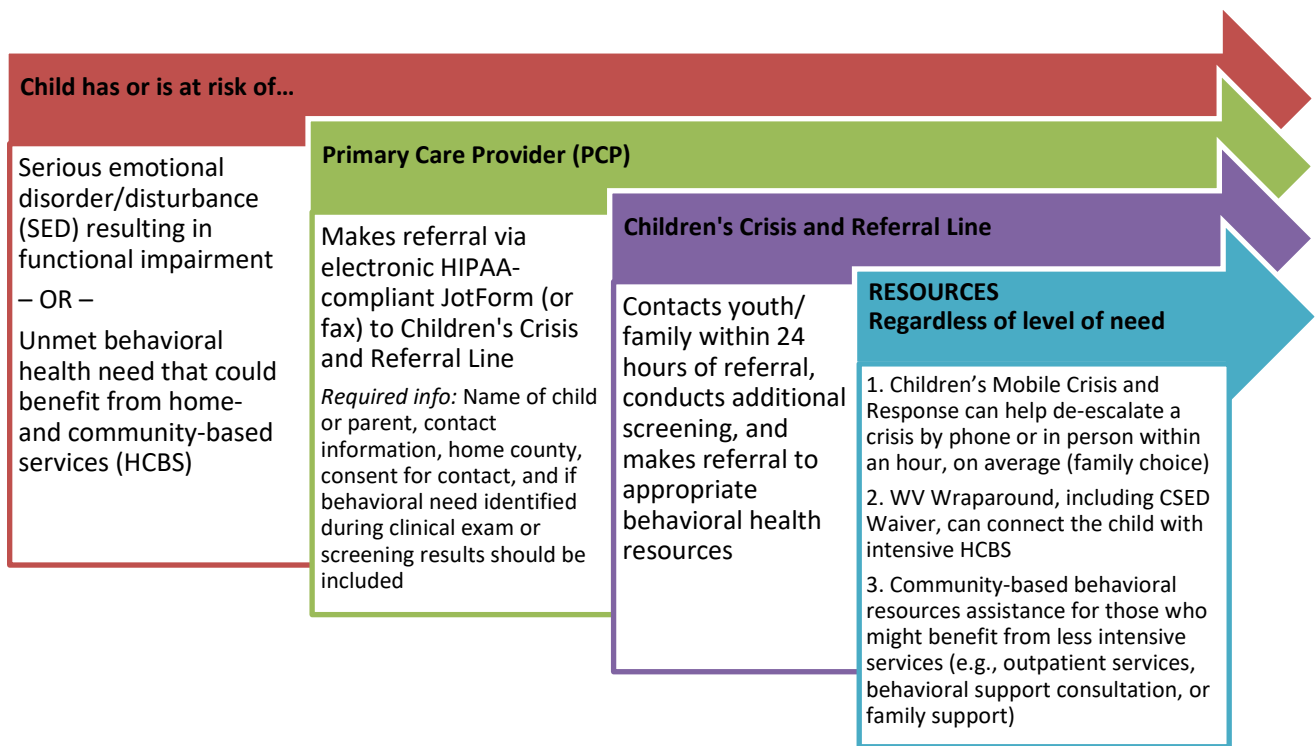 Child has or is at risk of…
Serious emotional
disorder/disturbance
(SED) resulting in
functional impairment
– OR –
Unmet behavioral
health need that could
benefit from home-
and community-based
services (HCBS)
Primary Care Provider (PCP)
Makes referral via
electronic HIPAA-
compliant JotForm (or
fax) to Children's Crisis
and Referral Line
Required info: Name of child
or parent, contact
information, home county,
consent for contact, and if
behavioral need identified
during clinical exam or
screening results should be
included
Children's Crisis and Referral Line
Contacts youth/
family within 24
hours of referral,
conducts additional
screening, and
makes referral to
appropriate
behavioral health
resources
RESOURCES
Regardless of level of need
1. Children’s Mobile Crisis and
Response can help de-escalate a
crisis by phone or in person within
an hour, on average (family choice)
2. WV Wraparound, including CSED
Waiver, can connect the child with
intensive HCBS
3. Community-based behavioral
resources assistance for those who
might benefit from less intensive
services (e.g., outpatient services,
behavioral support consultation, or
family support)